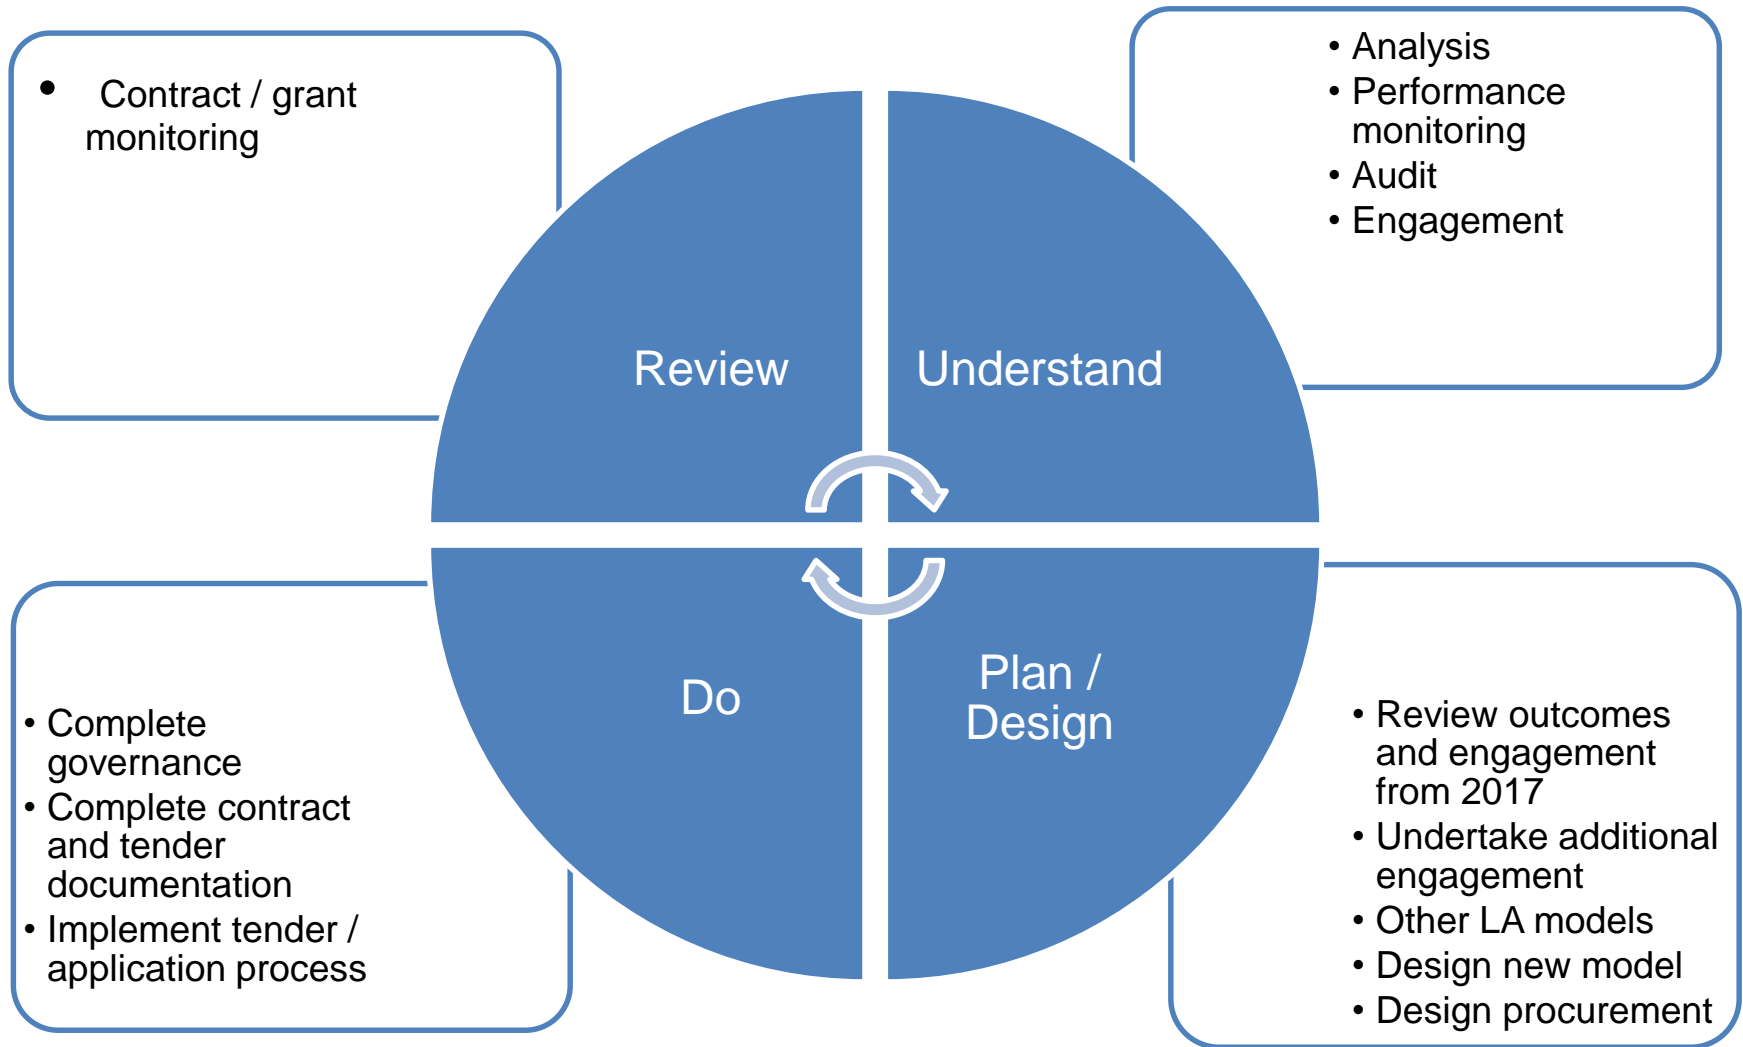 • Contract / grant
monitoring
• Analysis
• Performance
monitoring
• Audit
• Engagement
Review
Understand
Do
Plan /
Design
• Complete
governance
• Complete contract
and tender
documentation
• Implement tender /
application process
• Review outcomes
and engagement
from 2017
• Undertake additional
engagement
• Other LA models
• Design new model
• Design procurement